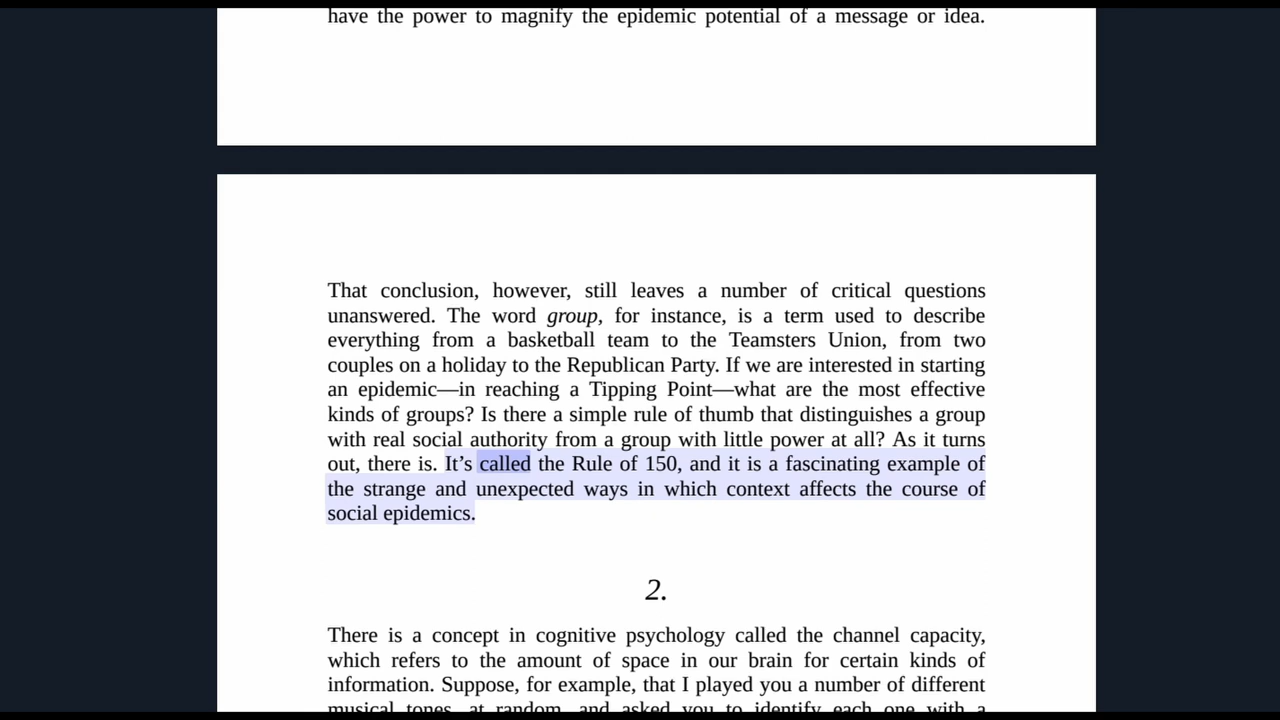 have the power to magnify the epidemic potential of a message or idea.
That conclusion, however, still leaves a number of critical questions
unanswered. The word group, for instance, is a term used to describe
everything from a basketball team to the Teamsters Union, from two
couples on a holiday to the Republican Party. If we are interested in starting
an epidemic—in reaching a Tipping Point—what are the most effective
kinds of groups? Is there a simple rule of thumb that distinguishes a group
with real social authority from a group with little power at all? As it turns
out, there is. It’s called the Rule of 150, and it is a fascinating example of
the strange and unexpected ways in which context affects the course of
social epidemics.
2.
There is a concept in cognitive psychology called the channel capacity,
which refers to the amount of space in our brain for certain kinds of
information. Suppose, for example, that I played you a number of different
musical tones, at random, and asked you to identify each one with a